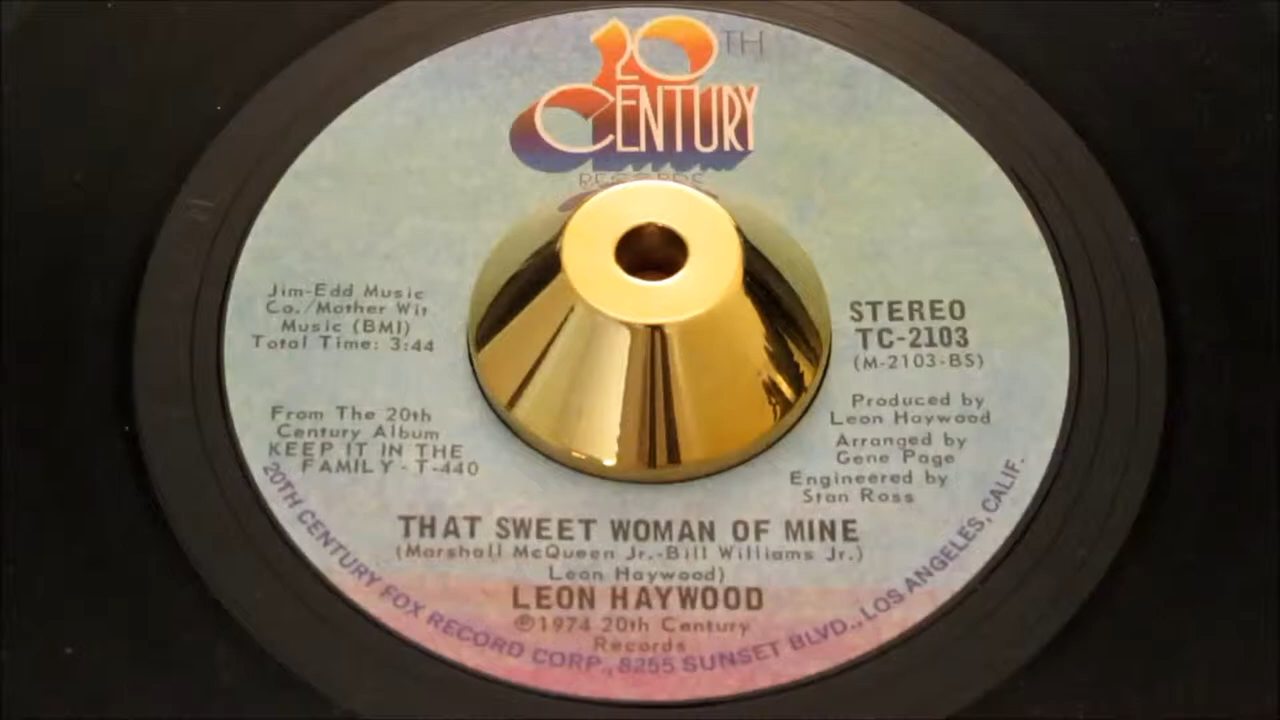 20TH
CENTURY
RECORDS
Jim-Edd Music
Co./Mother Wit
Music (BMI)
Total Time: 3:44
STEREO
TC-2103
(M-2103-BS)
From The 20th
Century Album
KEEP IT IN THE
FAMILY - T-440
Produced by
Leon Haywood
Arranged by
Gene Page
Engineered by
Stan Ross
THAT SWEET WOMAN OF MINE
(Marshall McQueen Jr.-Bill Williams Jr.)
Leon Haywood)
LEON HAYWOOD
℗1974 20th Century
Records
20TH CENTURY FOX RECORD CORP., 8255 SUNSET BLVD., LOS ANGELES, CALIF.